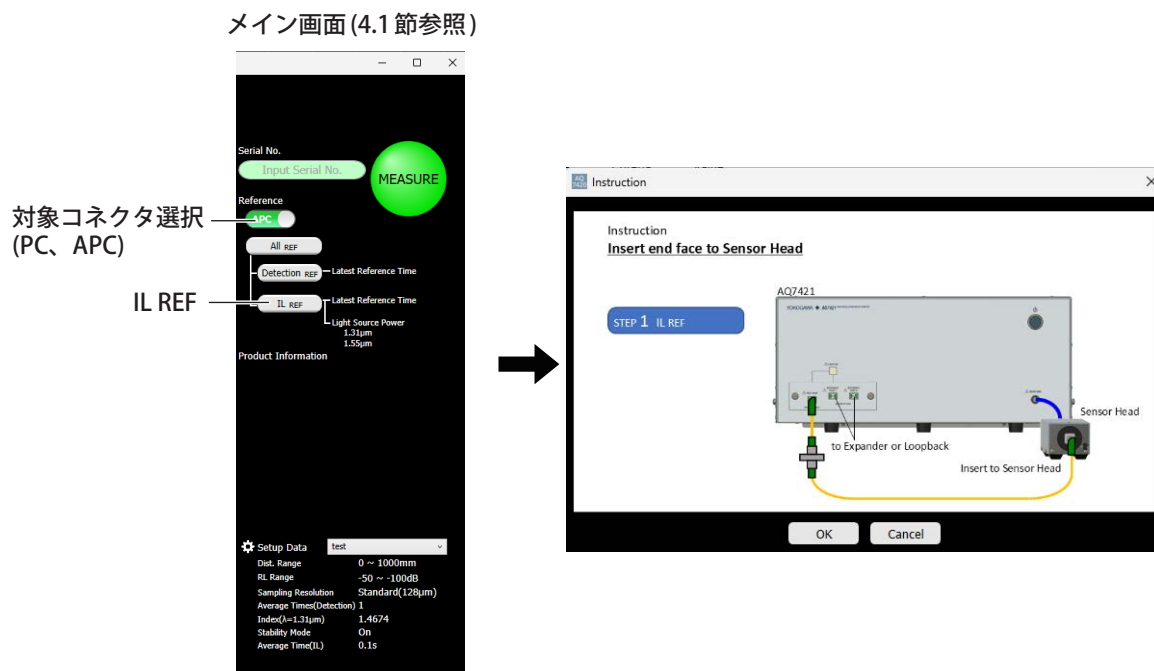 メイン画面 (4.1 節参照 )
Serial No.
Input Serial No.
MEASURE
Reference
APC
対象コネクタ選択
(PC、APC)
All REF
Detection REF
Latest Reference Time
IL REF
IL REF
Latest Reference Time
Light Source Power
1.31µm
1.55µm
Product Information
Setup Data
test
Dist. Range 0 ~ 1000mm
RL Range -50 ~ -100dB
Sampling Resolution Standard(128µm)
Average Times(Detection) 1
Index(λ=1.31µm) 1.4674
Stability Mode On
Average Time(IL) 0.1s
AQ
7420
Instruction
Instruction
Insert end face to Sensor Head
STEP 1 IL REF
AQ7421
YOKOGAWA
Sensor Head
to Expander or Loopback
Insert to Sensor Head
OK
Cancel